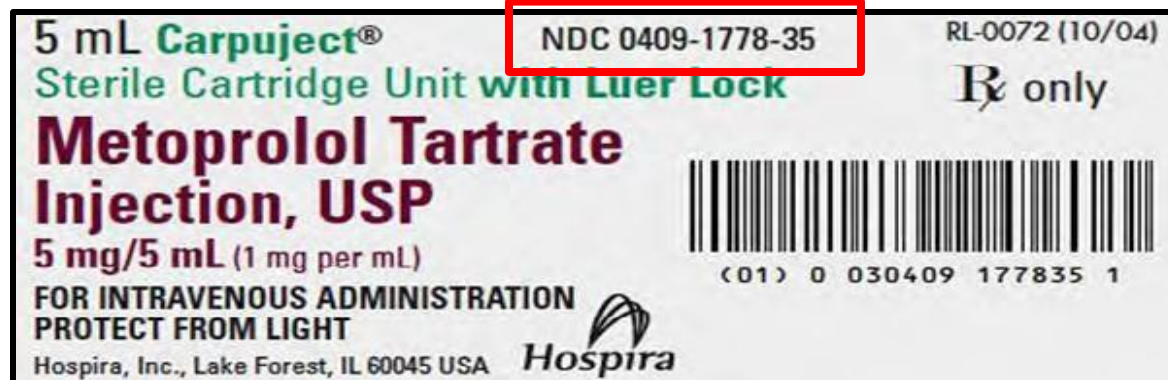 5 mL Carpuject® NDC 0409-1778-35 RL-0072 (10/04)
Sterile Cartridge Unit with Luer Lock Rx only
Metoprolol Tartrate
Injection, USP
5 mg/5 mL (1 mg per mL)
(01) 0 030409 177835 1
FOR INTRAVENOUS ADMINISTRATION
PROTECT FROM LIGHT
Hospira, Inc., Lake Forest, IL 60045 USA Hospira